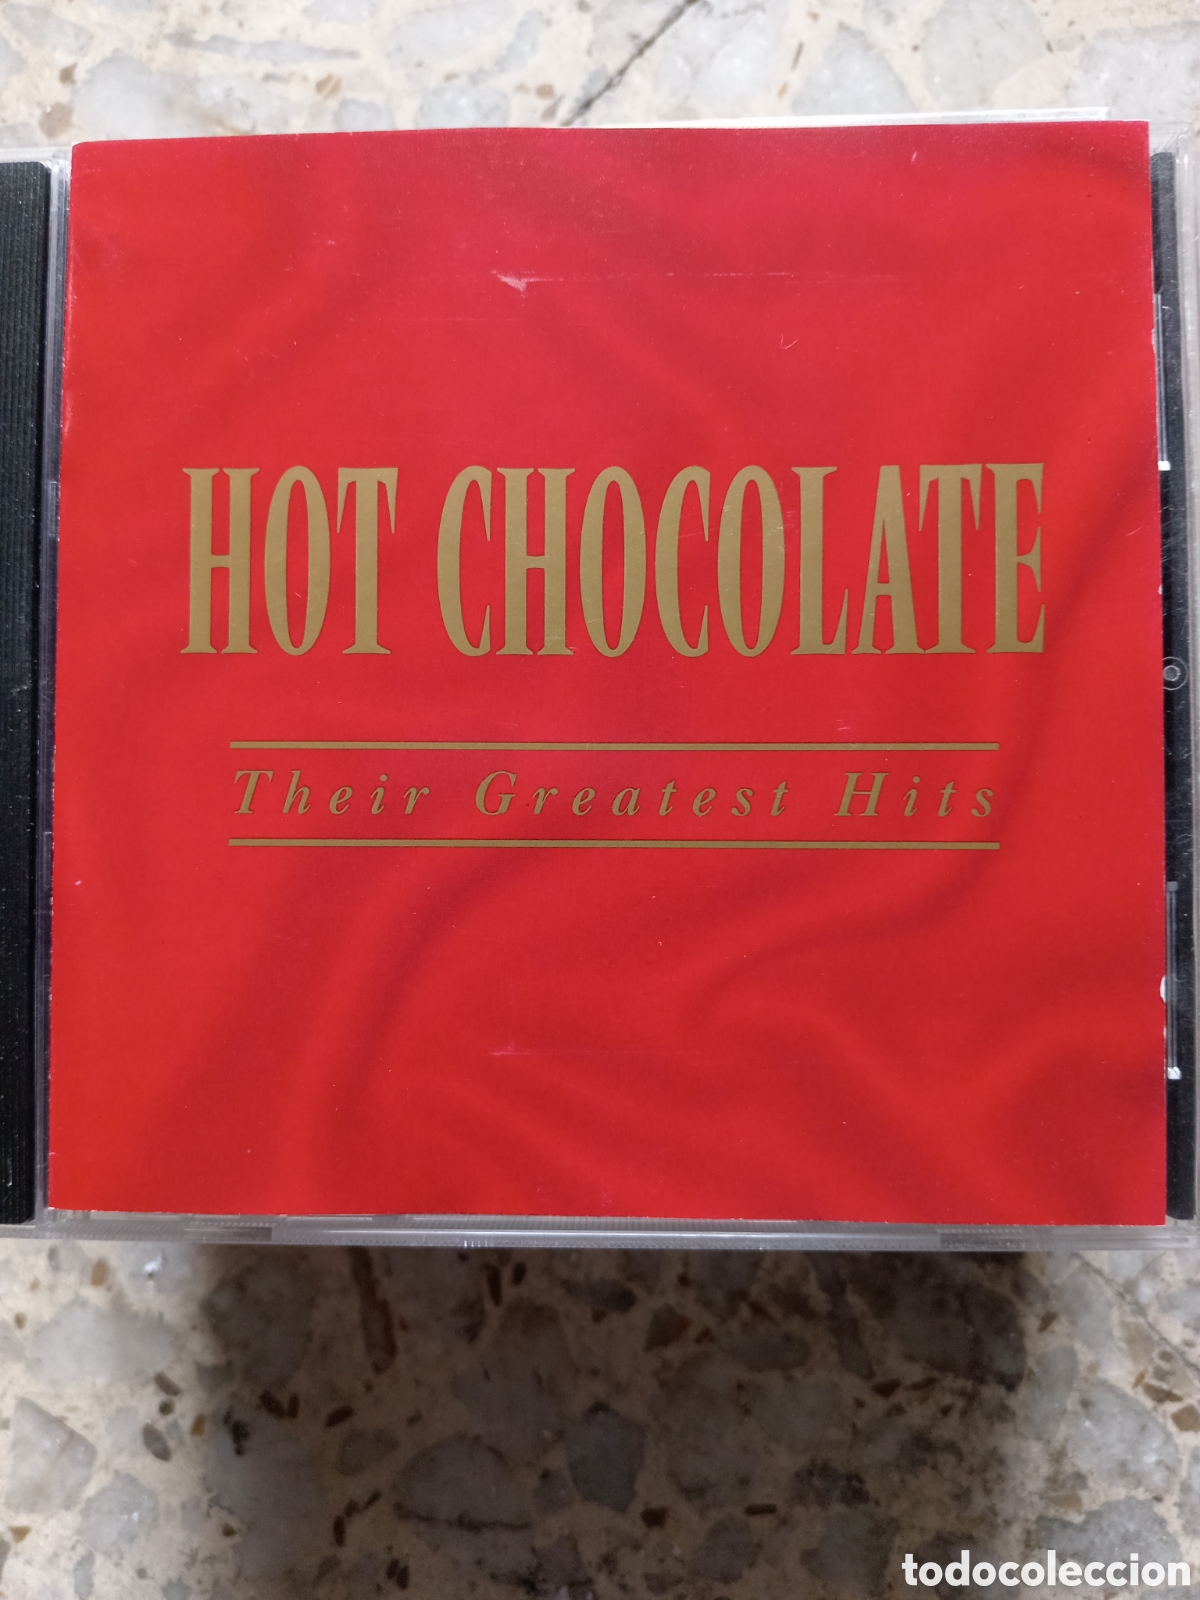 HOT CHOCOLATE
Their Greatest Hits
todocoleccion